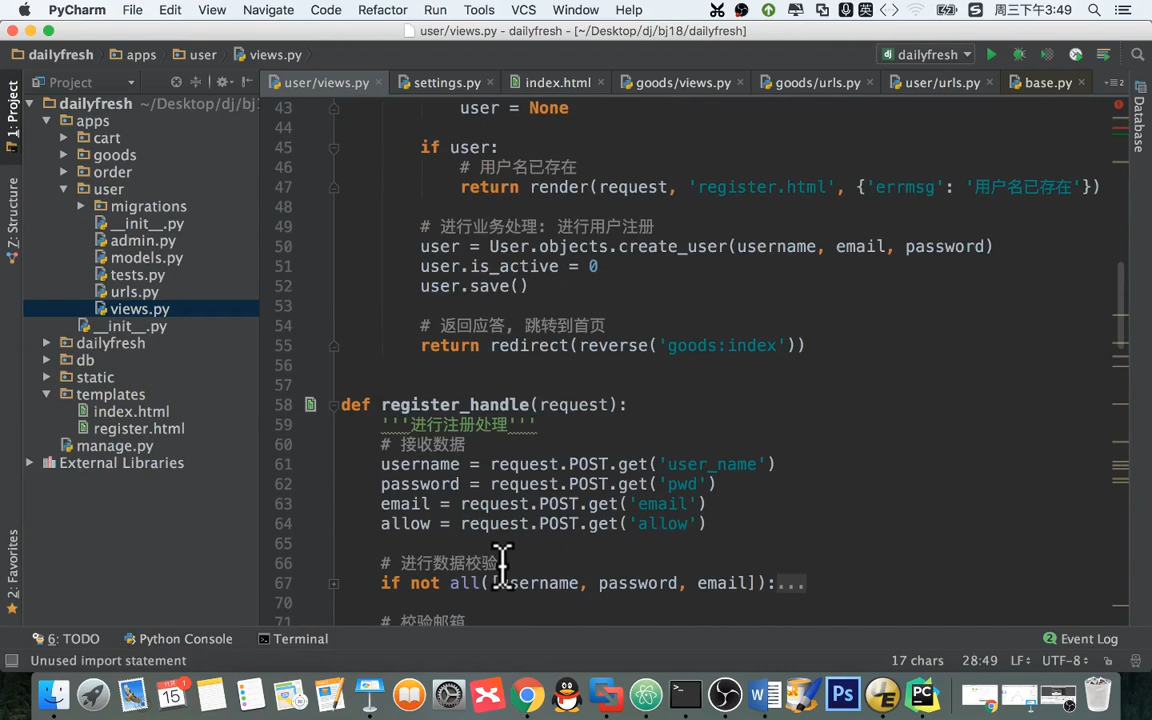 PyCharm File Edit View Navigate Code Refactor Run Tools VCS Window Help 周三下午3:49
user/views.py - dailyfresh - [~/Desktop/dj/bj18/dailyfresh]
dailyfresh apps user views.py dailyfresh
Project user/views.py settings.py index.html goods/views.py goods/urls.py user/urls.py base.py
1: Project
7: Structure
2: Favorites
Database
dailyfresh ~/Desktop/dj/bj1
apps
cart
goods
order
user
migrations
__init__.py
admin.py
models.py
tests.py
urls.py
views.py
__init__.py
dailyfresh
db
static
templates
index.html
register.html
manage.py
External Libraries
43 user = None
44
45 if user:
46 # 用户名已存在
47 return render(request, 'register.html', {'errmsg': '用户名已存在'})
48
49 # 进行业务处理: 进行用户注册
50 user = User.objects.create_user(username, email, password)
51 user.is_active = 0
52 user.save()
53
54 # 返回应答, 跳转到首页
55 return redirect(reverse('goods:index'))
56
57
58 def register_handle(request):
59 '''进行注册处理'''
60 # 接收数据
61 username = request.POST.get('user_name')
62 password = request.POST.get('pwd')
63 email = request.POST.get('email')
64 allow = request.POST.get('allow')
65
66 # 进行数据校验
67 if not all([username, password, email]):...
70
71 # 校验邮箱
6: TODO Python Console Terminal 2 Event Log
Unused import statement 17 chars 28:49 LF÷ UTF-8÷